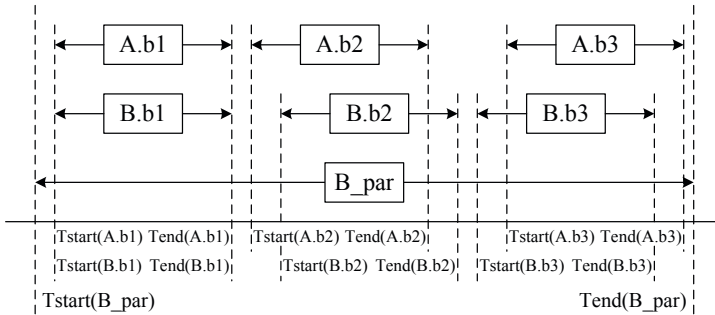 A.b1 A.b2 A.b3
B.b1 B.b2 B.b3
B_par
Tstart(A.b1) Tend(A.b1) Tstart(A.b2) Tend(A.b2) Tstart(A.b3) Tend(A.b3)
Tstart(B.b1) Tend(B.b1) Tstart(B.b2) Tend(B.b2) Tstart(B.b3) Tend(B.b3)
Tstart(B_par) Tend(B_par)